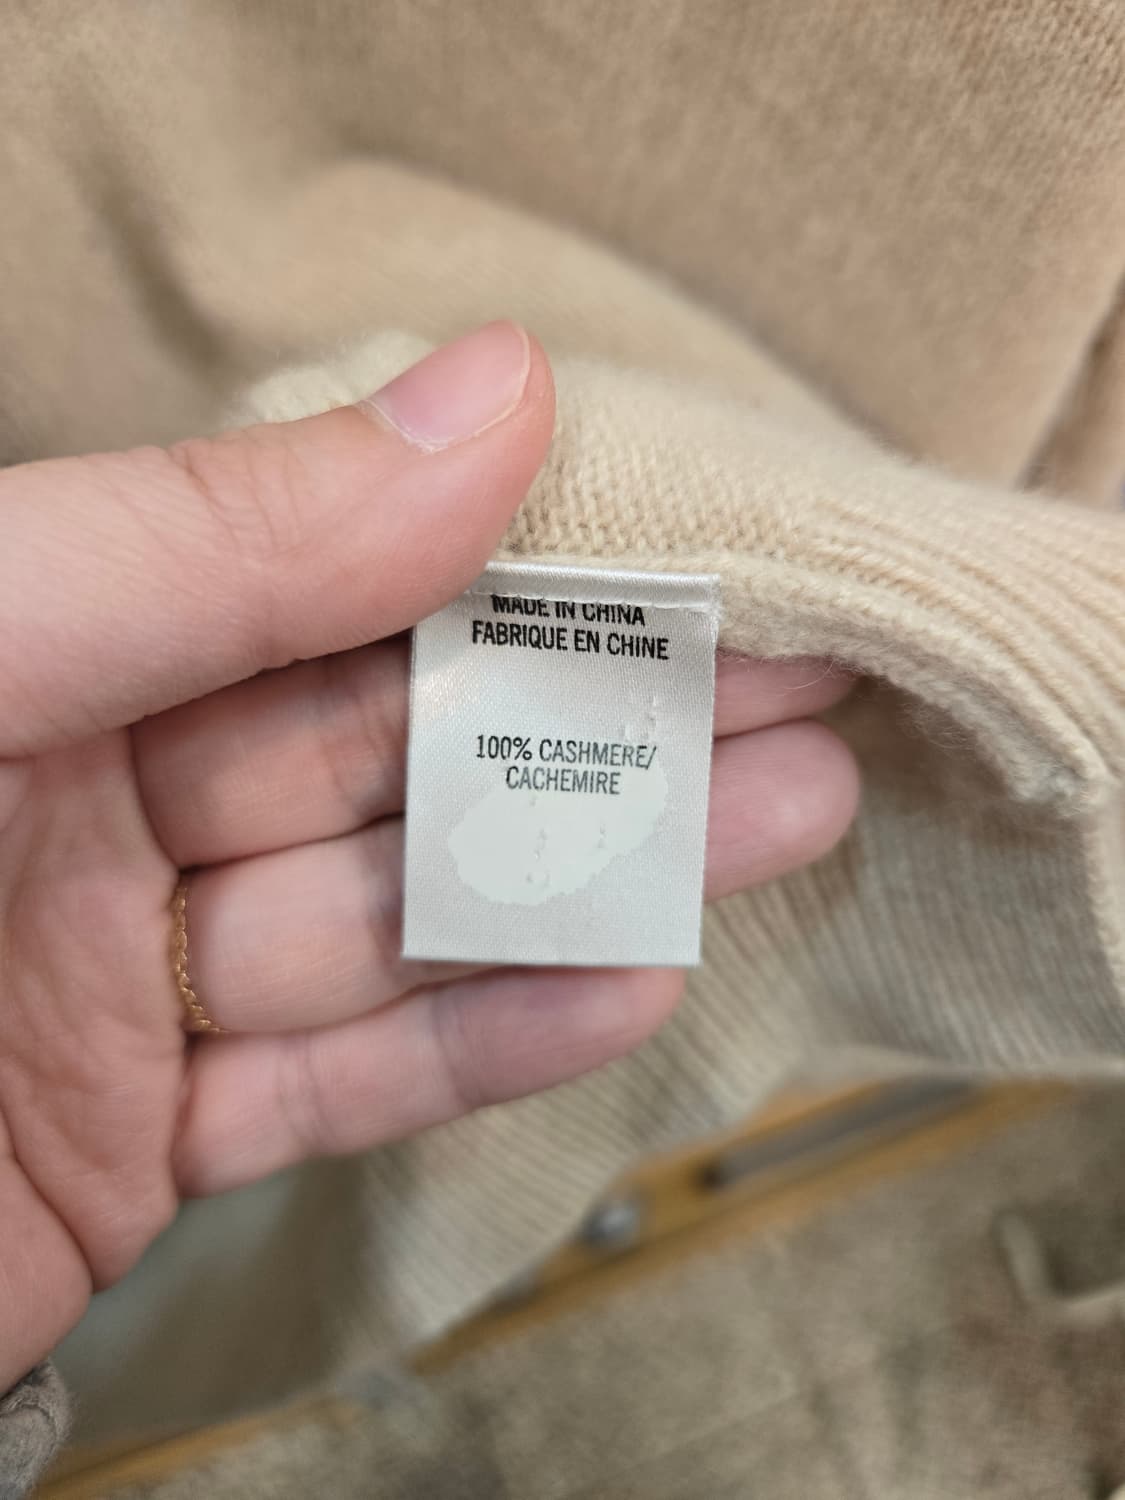 MADE IN CHINA
FABRIQUE EN CHINE
100% CASHMERE/
CACHEMIRE